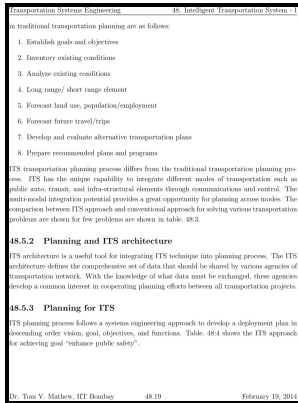 Transportation Systems Engineering 48. Intelligent Transportation System - I
in traditional transportation planning are as follows:
1. Establish goals and objectives
2. Inventory existing conditions
3. Analyze existing conditions
4. Long range/ short range element
5. Forecast land use, population/employment
6. Forecast future travel/trips
7. Develop and evaluate alternative transportation plans
8. Prepare recommended plans and programs
ITS transportation planning process differs from the traditional transportation planning pro-
cess. ITS has the unique capability to integrate different modes of transportation such as
public auto, transit, and infra-structural elements through communications and control. The
multi-modal integration potential provides a great opportunity for planning across modes. The
comparison between ITS approach and conventional approach for solving various transportation
problems are shown for few problems are shown in table. 48:3.
48.5.2 Planning and ITS architecture
ITS architecture is a useful tool for integrating ITS technique into planning process. The ITS
architecture defines the comprehensive set of data that should be shared by various agencies of
transportation network. With the knowledge of what data must be exchanged, these agencies
develop a common interest in cooperating planning efforts between all transportation projects.
48.5.3 Planning for ITS
ITS planning process follows a systems engineering approach to develop a deployment plan in
descending order vision, goal, objectives, and functions. Table. 48:4 shows the ITS approach
for achieving goal “enhance public safety”.
Dr. Tom V. Mathew, IIT Bombay 48.19 February 19, 2014